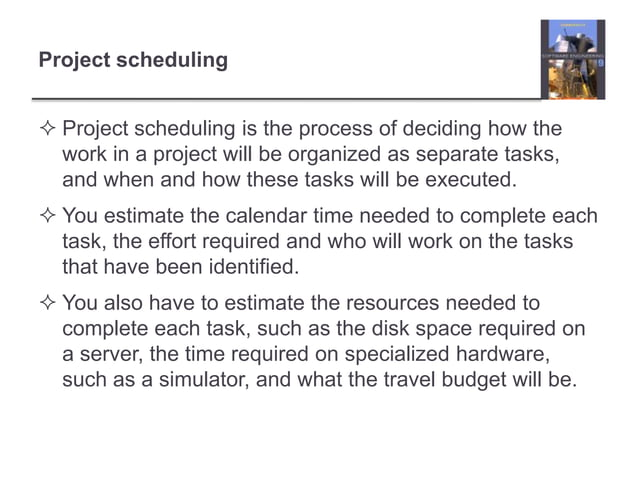 Project scheduling
SOFTWARE ENGINEERING
9
✧ Project scheduling is the process of deciding how the
work in a project will be organized as separate tasks,
and when and how these tasks will be executed.
✧ You estimate the calendar time needed to complete each
task, the effort required and who will work on the tasks
that have been identified.
✧ You also have to estimate the resources needed to
complete each task, such as the disk space required on
a server, the time required on specialized hardware,
such as a simulator, and what the travel budget will be.